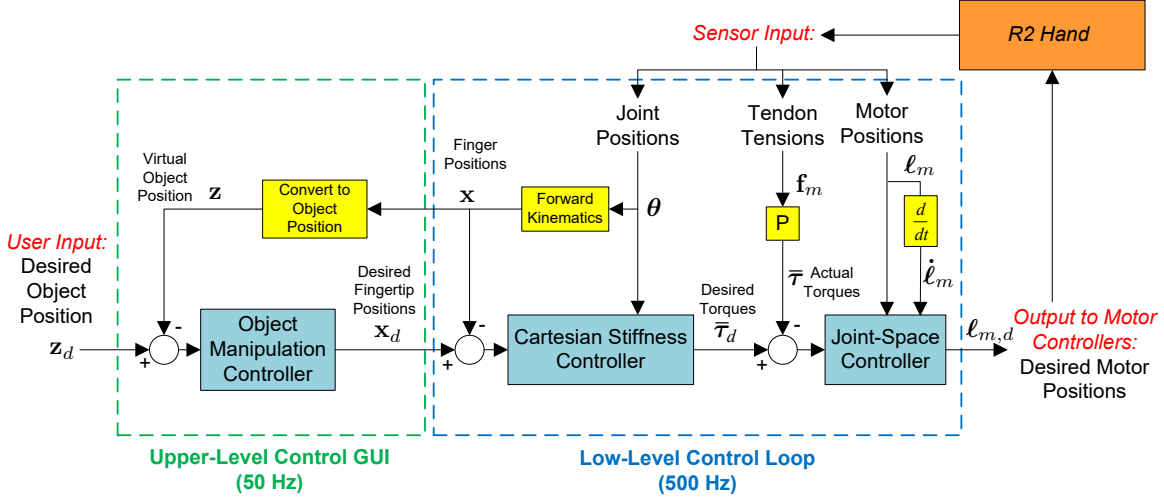 Sensor Input:
R2 Hand
Joint
Positions
Tendon
Tensions
Motor
Positions
Virtual
Object
Position
z
Convert to
Object
Position
Finger
Positions
x
Forward
Kinematics
θ
f_m
P
ℓ_m
d/dt
ℓ̇_m
User Input:
Desired
Object
Position
z_d
+
-
Object
Manipulation
Controller
Desired
Fingertip
Positions
x_d
+
-
Cartesian Stiffness
Controller
Desired
Torques
τ̄_d
τ̄
Actual
Torques
+
-
Joint-Space
Controller
ℓ_{m,d}
Output to Motor
Controllers:
Desired Motor
Positions
Upper-Level Control GUI
(50 Hz)
Low-Level Control Loop
(500 Hz)